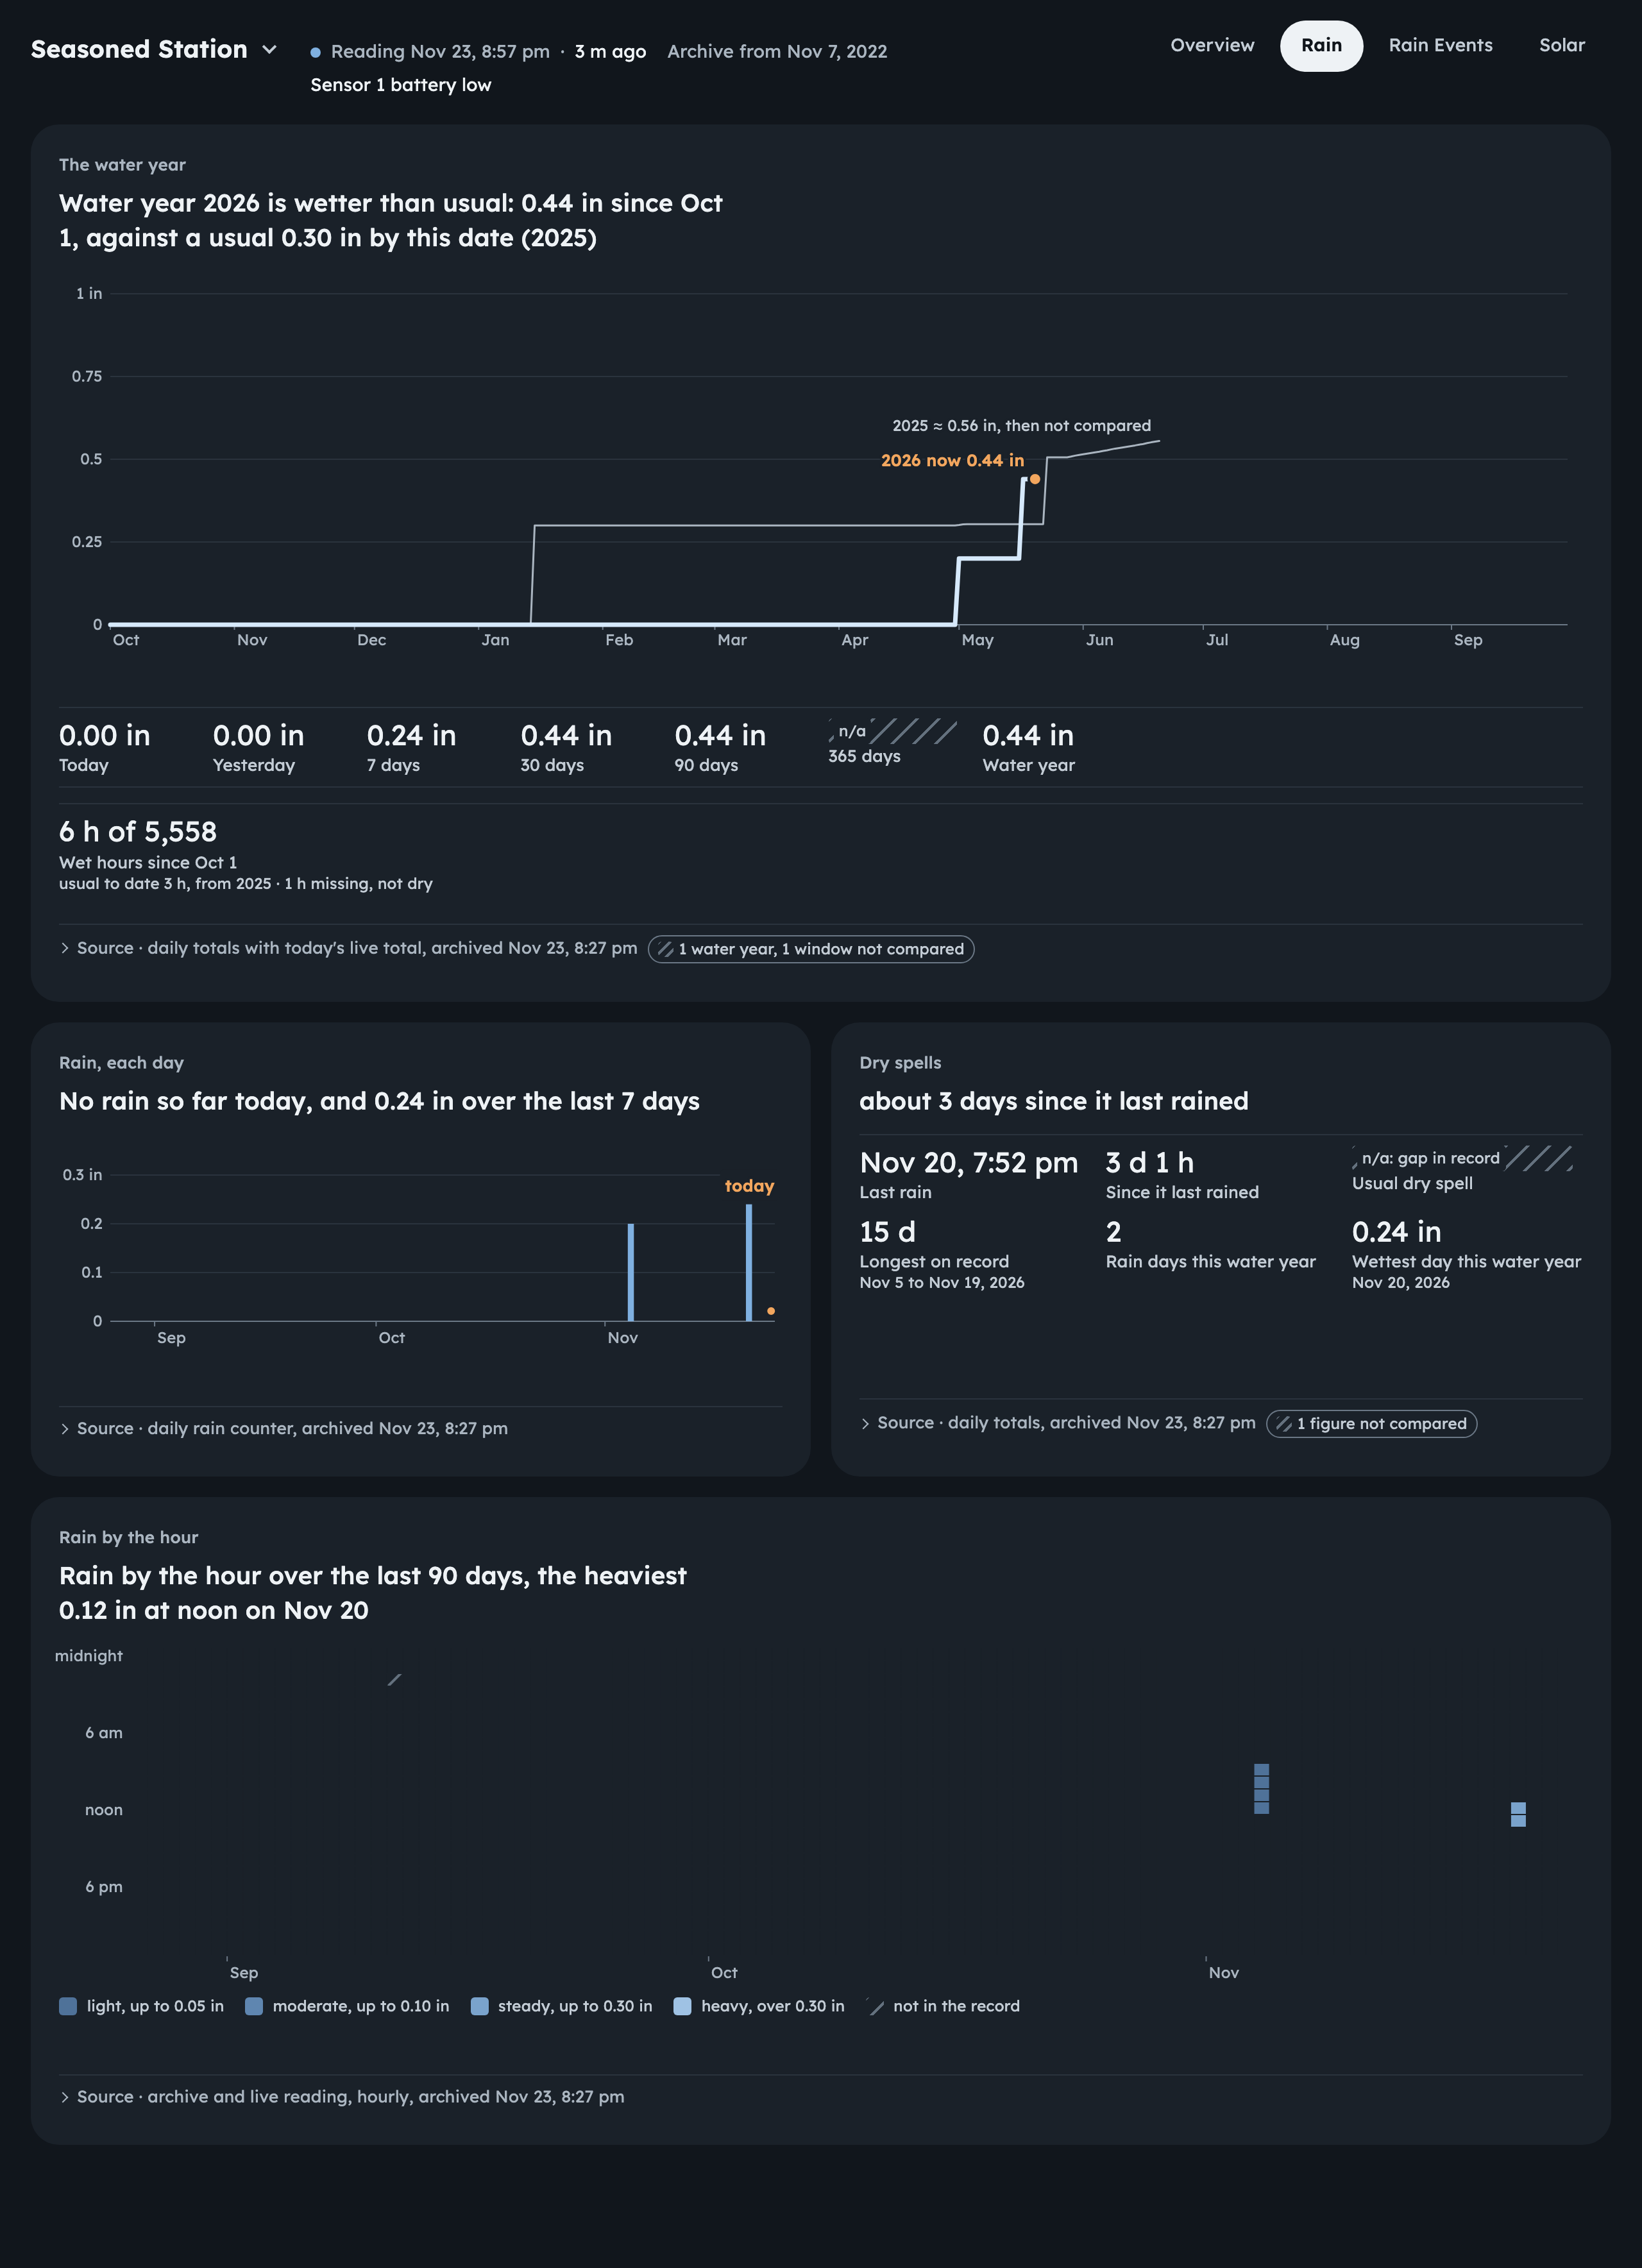 Seasoned Station
Reading Nov 23, 8:57 pm · 3 m ago Archive from Nov 7, 2022
Sensor 1 battery low
Overview
Rain
Rain Events
Solar
The water year
Water year 2026 is wetter than usual: 0.44 in since Oct
1, against a usual 0.30 in by this date (2025)
1 in
0.75
0.5
0.25
0
2025 ≈ 0.56 in, then not compared
2026 now 0.44 in
Oct Nov Dec Jan Feb Mar Apr May Jun Jul Aug Sep
0.00 in
Today
0.00 in
Yesterday
0.24 in
7 days
0.44 in
30 days
0.44 in
90 days
n/a
365 days
0.44 in
Water year
6 h of 5,558
Wet hours since Oct 1
usual to date 3 h, from 2025 · 1 h missing, not dry
Source · daily totals with today's live total, archived Nov 23, 8:27 pm
1 water year, 1 window not compared
Rain, each day
No rain so far today, and 0.24 in over the last 7 days
0.3 in
0.2
0.1
0
today
Sep Oct Nov
Source · daily rain counter, archived Nov 23, 8:27 pm
Dry spells
about 3 days since it last rained
Nov 20, 7:52 pm
Last rain
3 d 1 h
Since it last rained
n/a: gap in record
Usual dry spell
15 d
Longest on record
Nov 5 to Nov 19, 2026
2
Rain days this water year
0.24 in
Wettest day this water year
Nov 20, 2026
Source · daily totals, archived Nov 23, 8:27 pm
1 figure not compared
Rain by the hour
Rain by the hour over the last 90 days, the heaviest
0.12 in at noon on Nov 20
midnight
6 am
noon
6 pm
Sep Oct Nov
light, up to 0.05 in
moderate, up to 0.10 in
steady, up to 0.30 in
heavy, over 0.30 in
not in the record
Source · archive and live reading, hourly, archived Nov 23, 8:27 pm